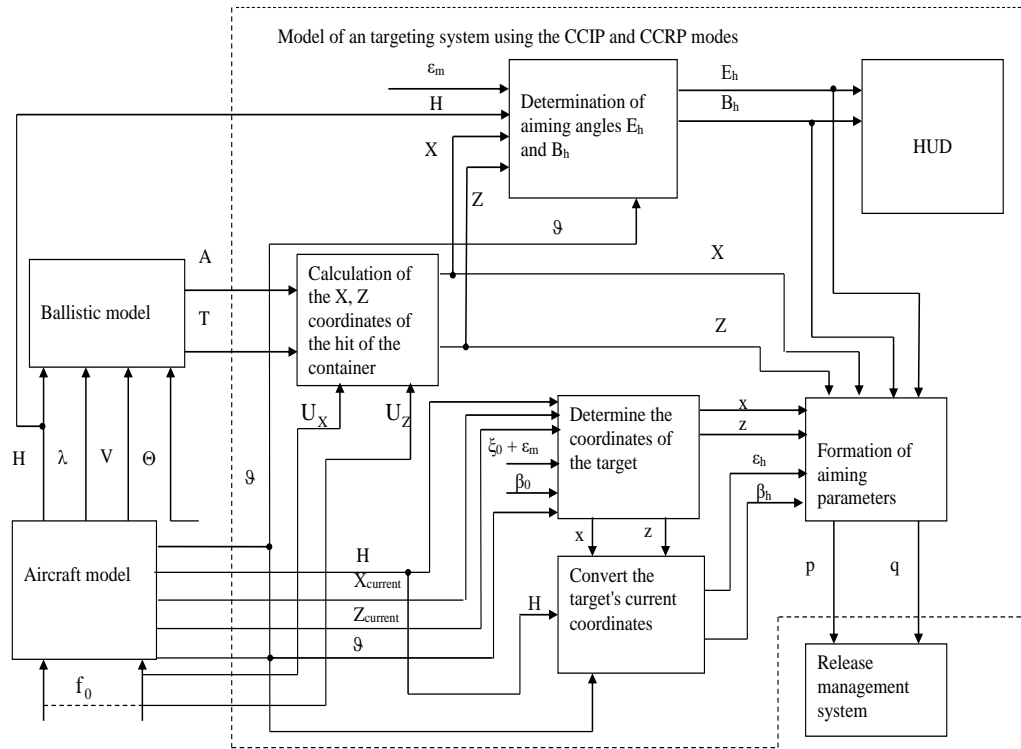 Model of an targeting system using the CCIP and CCRP modes
εm
H
X
Z
Determination of
aiming angles Eh
and Bh
Eh
Bh
HUD
ϑ
A
T
Ballistic model
Calculation of
the X, Z
coordinates of
the hit of the
container
X
Z
UX
UZ
H
λ
V
Θ
ϑ
ξ0 + εm
β0
Determine the
coordinates of
the target
x
z
εh
βh
Formation of
aiming
parameters
x
z
p
q
Aircraft model
H
Xcurrent
Zcurrent
ϑ
H
Convert the
target's current
coordinates
f0
Release
management
system